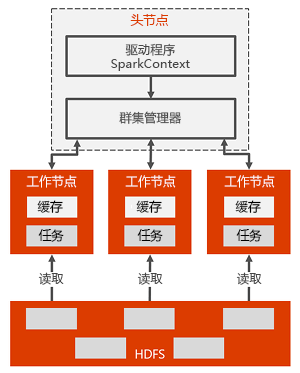 头节点
驱动程序
SparkContext
群集管理器
工作节点 工作节点 工作节点
缓存 缓存 缓存
任务 任务 任务
读取 读取 读取
HDFS